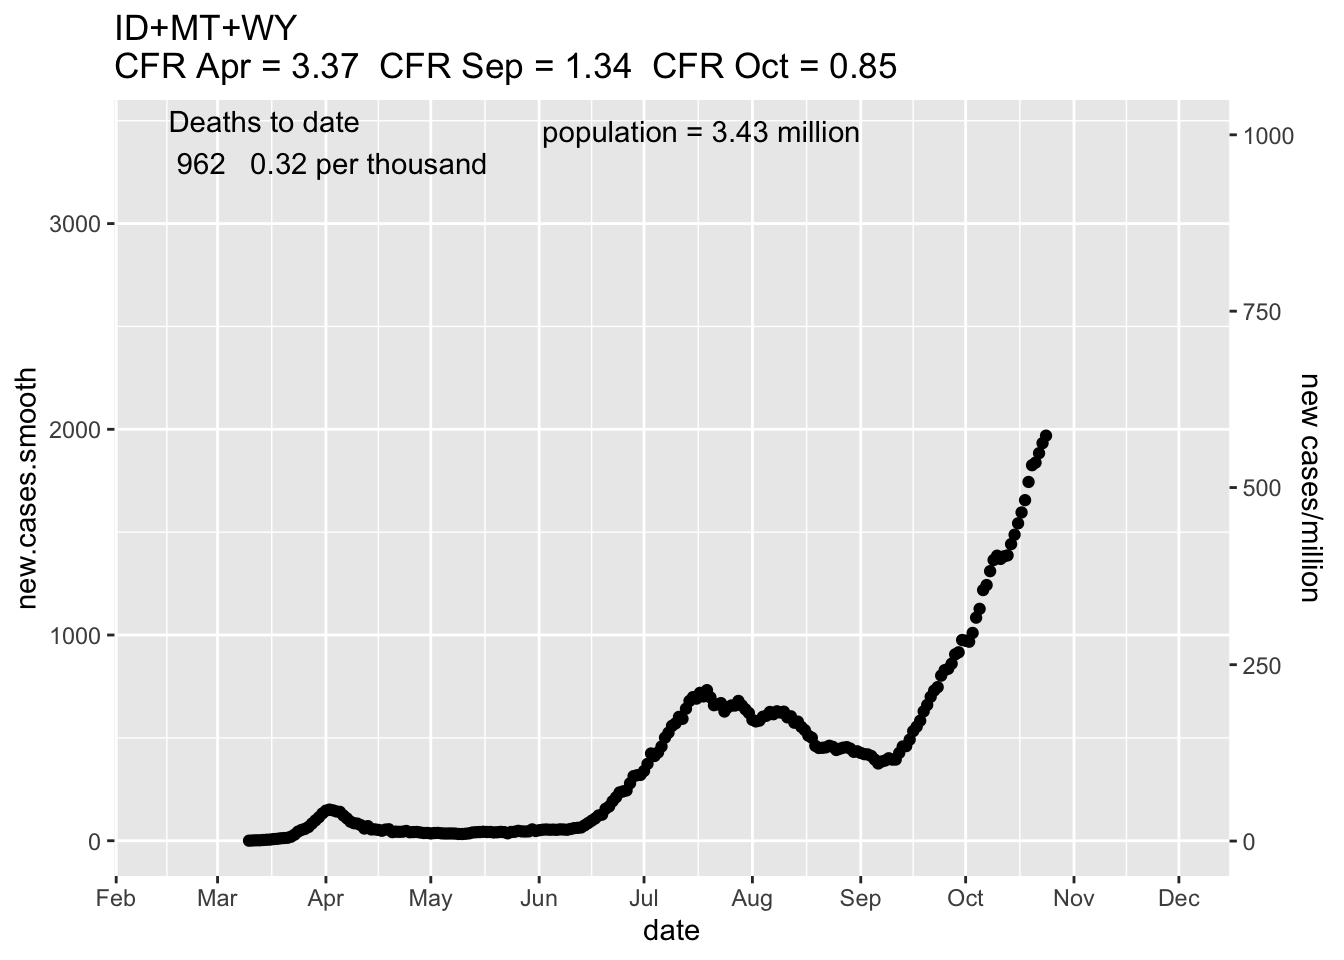 ID+MT+WY
CFR Apr = 3.37  CFR Sep = 1.34  CFR Oct = 0.85
Deaths to date
962   0.32 per thousand
population = 3.43 million
3000
2000
1000
0
new.cases.smooth
1000
750
500
250
0
new cases/million
Feb Mar Apr May Jun Jul Aug Sep Oct Nov Dec
date